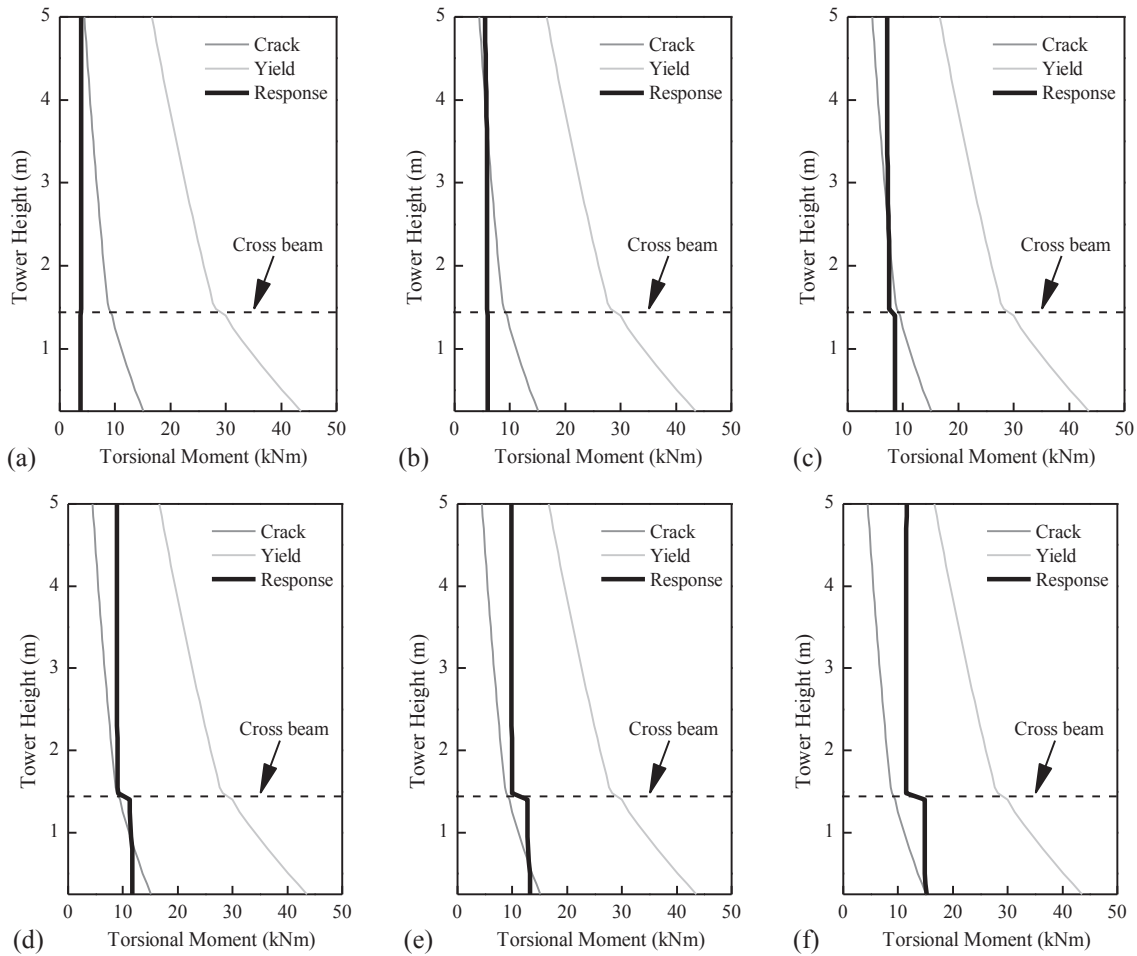 5
4
3
2
1
Tower Height (m)
Crack
Yield
Response
Cross beam
0 10 20 30 40 50
(a) Torsional Moment (kNm)
5
4
3
2
1
Tower Height (m)
Crack
Yield
Response
Cross beam
0 10 20 30 40 50
(b) Torsional Moment (kNm)
5
4
3
2
1
Tower Height (m)
Crack
Yield
Response
Cross beam
0 10 20 30 40 50
(c) Torsional Moment (kNm)
5
4
3
2
1
Tower Height (m)
Crack
Yield
Response
Cross beam
0 10 20 30 40 50
(d) Torsional Moment (kNm)
5
4
3
2
1
Tower Height (m)
Crack
Yield
Response
Cross beam
0 10 20 30 40 50
(e) Torsional Moment (kNm)
5
4
3
2
1
Tower Height (m)
Crack
Yield
Response
Cross beam
0 10 20 30 40 50
(f) Torsional Moment (kNm)